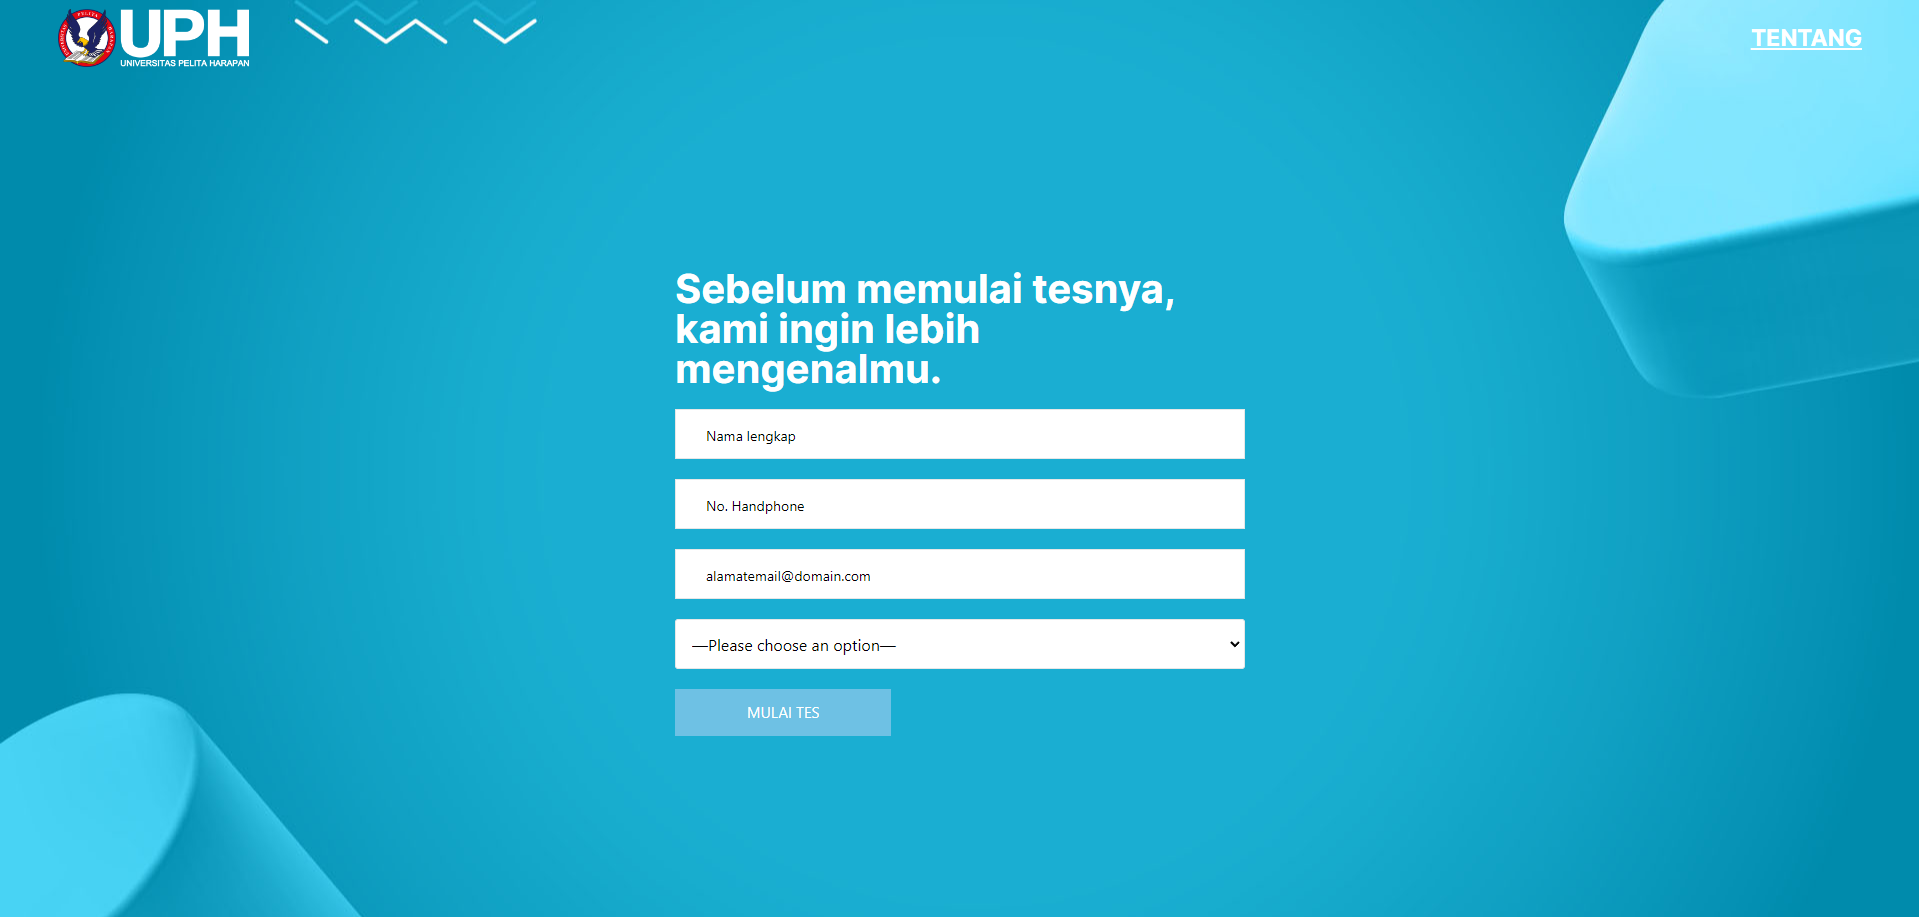 UPH
UNIVERSITAS PELITA HARAPAN
TENTANG
Sebelum memulai tesnya,
kami ingin lebih
mengenalmu.
Nama lengkap
No. Handphone
alamatemail@domain.com
—Please choose an option—
MULAI TES